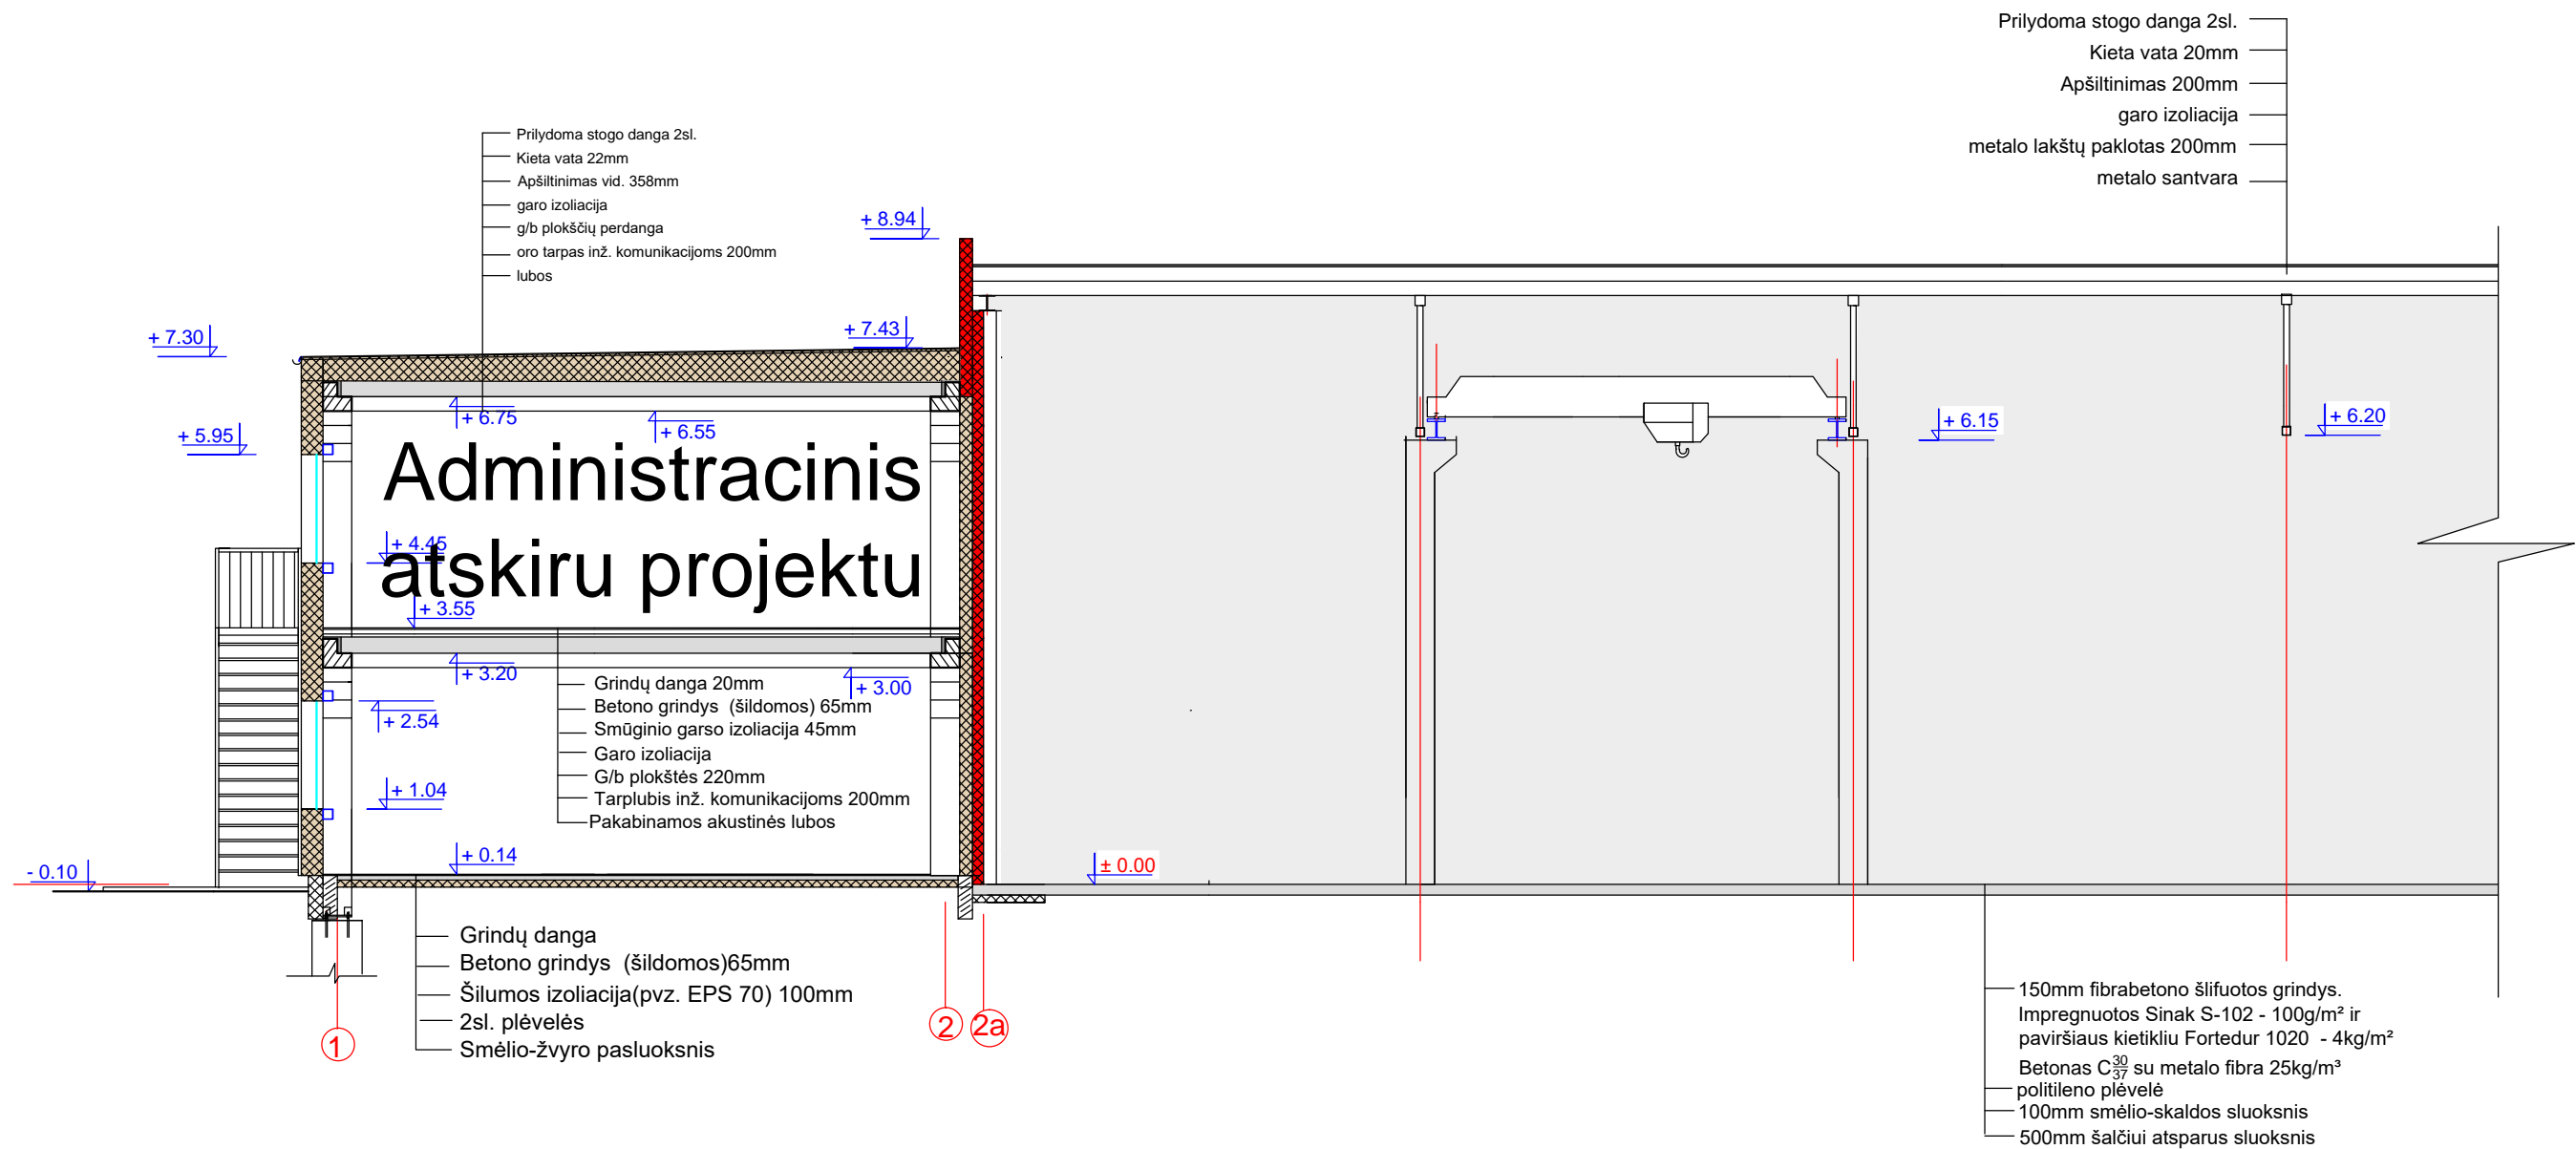 Prilydoma stogo danga 2sl.
Kieta vata 20mm
Apšiltinimas 200mm
garo izoliacija
metalo lakštų paklotas 200mm
metalo santvara
Prilydoma stogo danga 2sl.
Kieta vata 22mm
Apšiltinimas vid. 358mm
garo izoliacija
g/b plokščių perdanga
oro tarpas inž. komunikacijoms 200mm
lubos
+ 8.94
+ 7.30
+ 7.43
+ 6.75
+ 6.55
+ 5.95
+ 6.15
+ 6.20
Administracinis
atskiru projektu
+ 4.45
+ 3.55
+ 3.20
+ 3.00
+ 2.54
Grindų danga 20mm
Betono grindys (šildomos) 65mm
Smūginio garso izoliacija 45mm
Garo izoliacija
G/b plokštės 220mm
Tarplubis inž. komunikacijoms 200mm
Pakabinamos akustinės lubos
+ 1.04
+ 0.14
- 0.10
± 0.00
Grindų danga
Betono grindys (šildomos)65mm
Šilumos izoliacija(pvz. EPS 70) 100mm
2sl. plėvelės
Smėlio-žvyro pasluoksnis
1
2
2a
150mm fibrabetono šlifuotos grindys.
Impregnuotos Sinak S-102 - 100g/m² ir
paviršiaus kietikliu Fortedur 1020 - 4kg/m²
Betonas C30/37 su metalo fibra 25kg/m³
politileno plėvelė
100mm smėlio-skaldos sluoksnis
500mm šalčiui atsparus sluoksnis